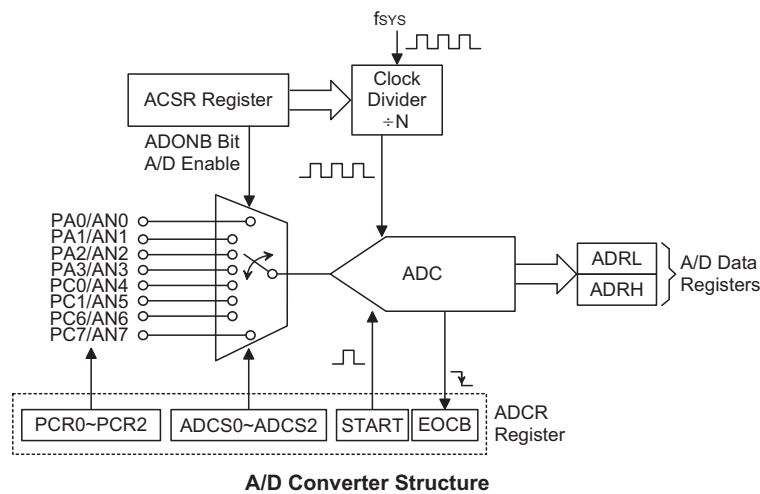 fSYS
ACSR Register
Clock
Divider
÷N
ADONB Bit
A/D Enable
PA0/AN0
PA1/AN1
PA2/AN2
PA3/AN3
PC0/AN4
PC1/AN5
PC6/AN6
PC7/AN7
ADC
ADRL
ADRH
A/D Data
Registers
PCR0~PCR2
ADCS0~ADCS2
START
EOCB
ADCR
Register
A/D Converter Structure